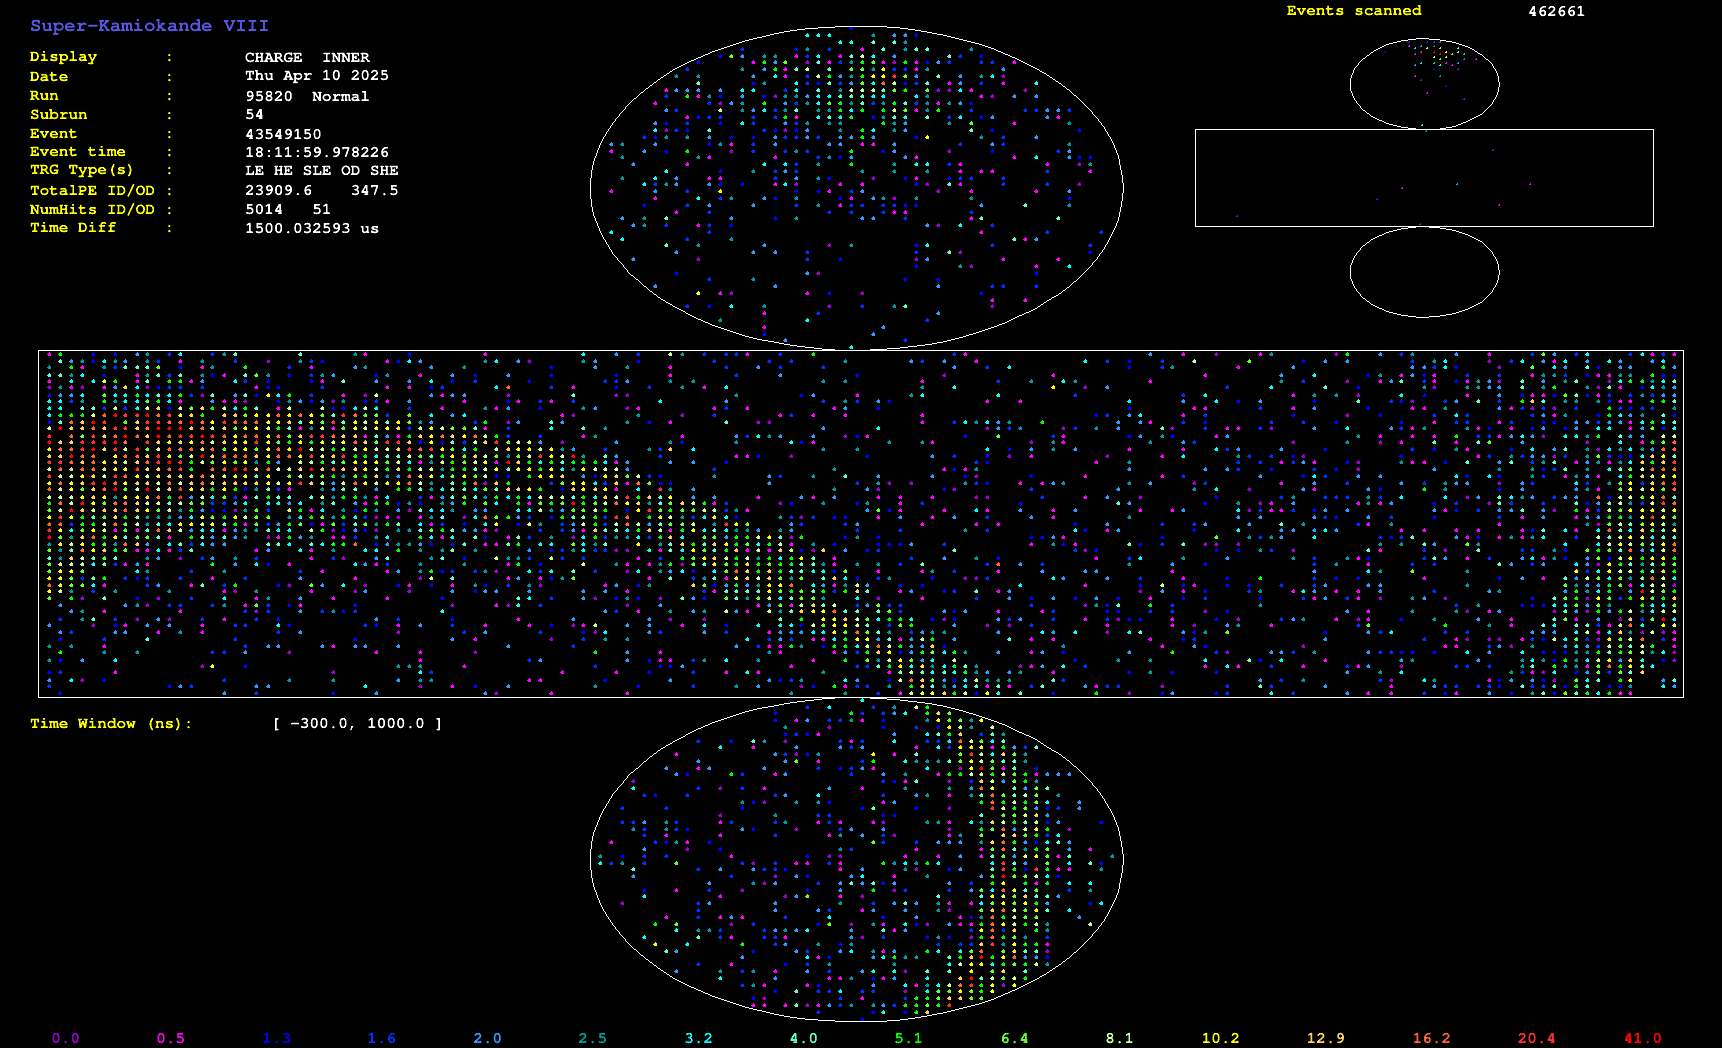 Super-Kamiokande VIII
Events scanned 462661
Display : CHARGE INNER
Date : Thu Apr 10 2025
Run : 95820 Normal
Subrun : 54
Event : 43549150
Event time : 18:11:59.978226
TRG Type(s) : LE HE SLE OD SHE
TotalPE ID/OD : 23909.6 347.5
NumHits ID/OD : 5014 51
Time Diff : 1500.032593 us
Time Window (ns): [ -300.0, 1000.0 ]
0.0 0.5 1.3 1.6 2.0 2.5 3.2 4.0 5.1 6.4 8.1 10.2 12.9 16.2 20.4 41.0